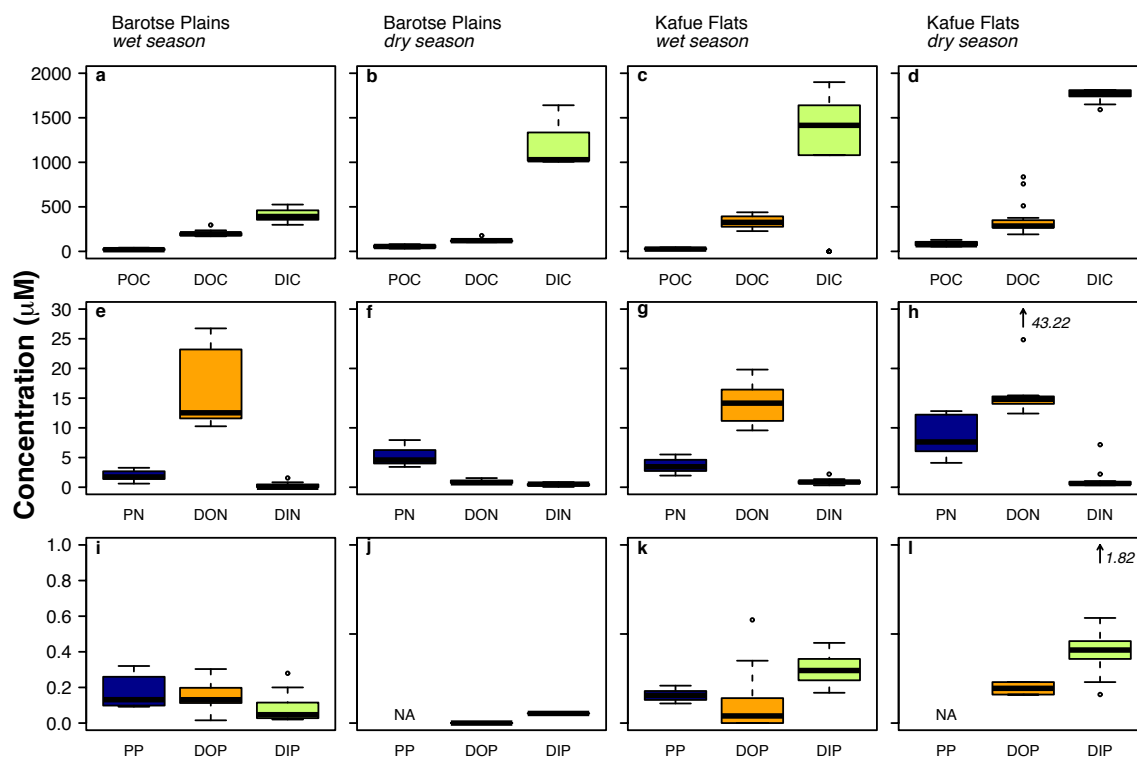 Barotse Plains
wet season
Barotse Plains
dry season
Kafue Flats
wet season
Kafue Flats
dry season
Concentration (µM)
a
b
c
d
2000
1500
1000
500
0
POC DOC DIC
POC DOC DIC
POC DOC DIC
POC DOC DIC
e
f
g
h
43.22
30
25
20
15
10
5
0
PN DON DIN
PN DON DIN
PN DON DIN
PN DON DIN
i
j
k
l
1.82
1.0
0.8
0.6
0.4
0.2
0.0
NA
NA
PP DOP DIP
PP DOP DIP
PP DOP DIP
PP DOP DIP